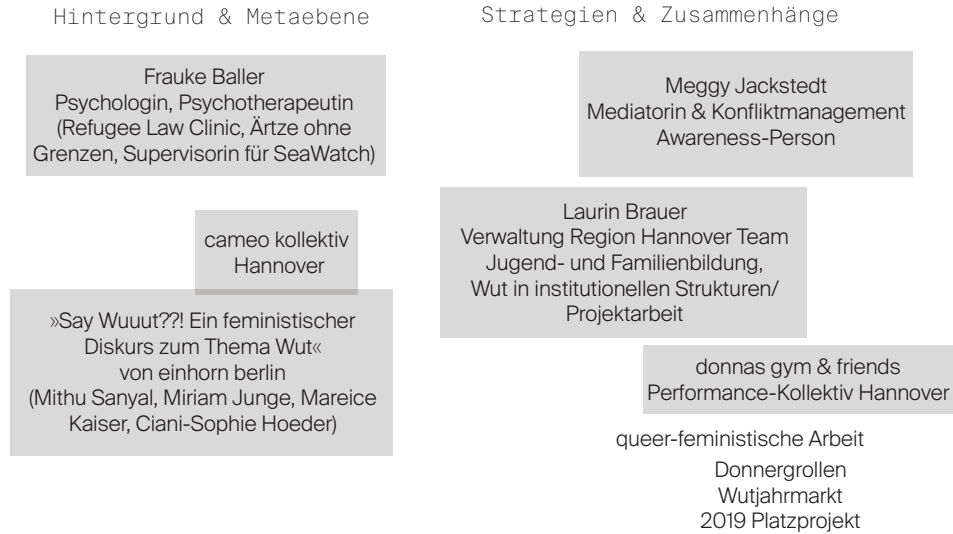 Hintergrund & Metaebene
Frauke Baller
Psychologin, Psychotherapeutin
(Refugee Law Clinic, Ärtze ohne
Grenzen, Supervisorin für SeaWatch)
cameo kollektiv
Hannover
»Say Wuuut??! Ein feministischer
Diskurs zum Thema Wut«
von einhorn berlin
(Mithu Sanyal, Miriam Junge, Mareice
Kaiser, Ciani-Sophie Hoeder)
Strategien & Zusammenhänge
Meggy Jackstedt
Mediatorin & Konfliktmanagement
Awareness-Person
Laurin Brauer
Verwaltung Region Hannover Team
Jugend- und Familienbildung,
Wut in institutionellen Strukturen/
Projektarbeit
donnas gym & friends
Performance-Kollektiv Hannover
queer-feministische Arbeit
Donnergrollen
Wutjahrmarkt
2019 Platzprojekt